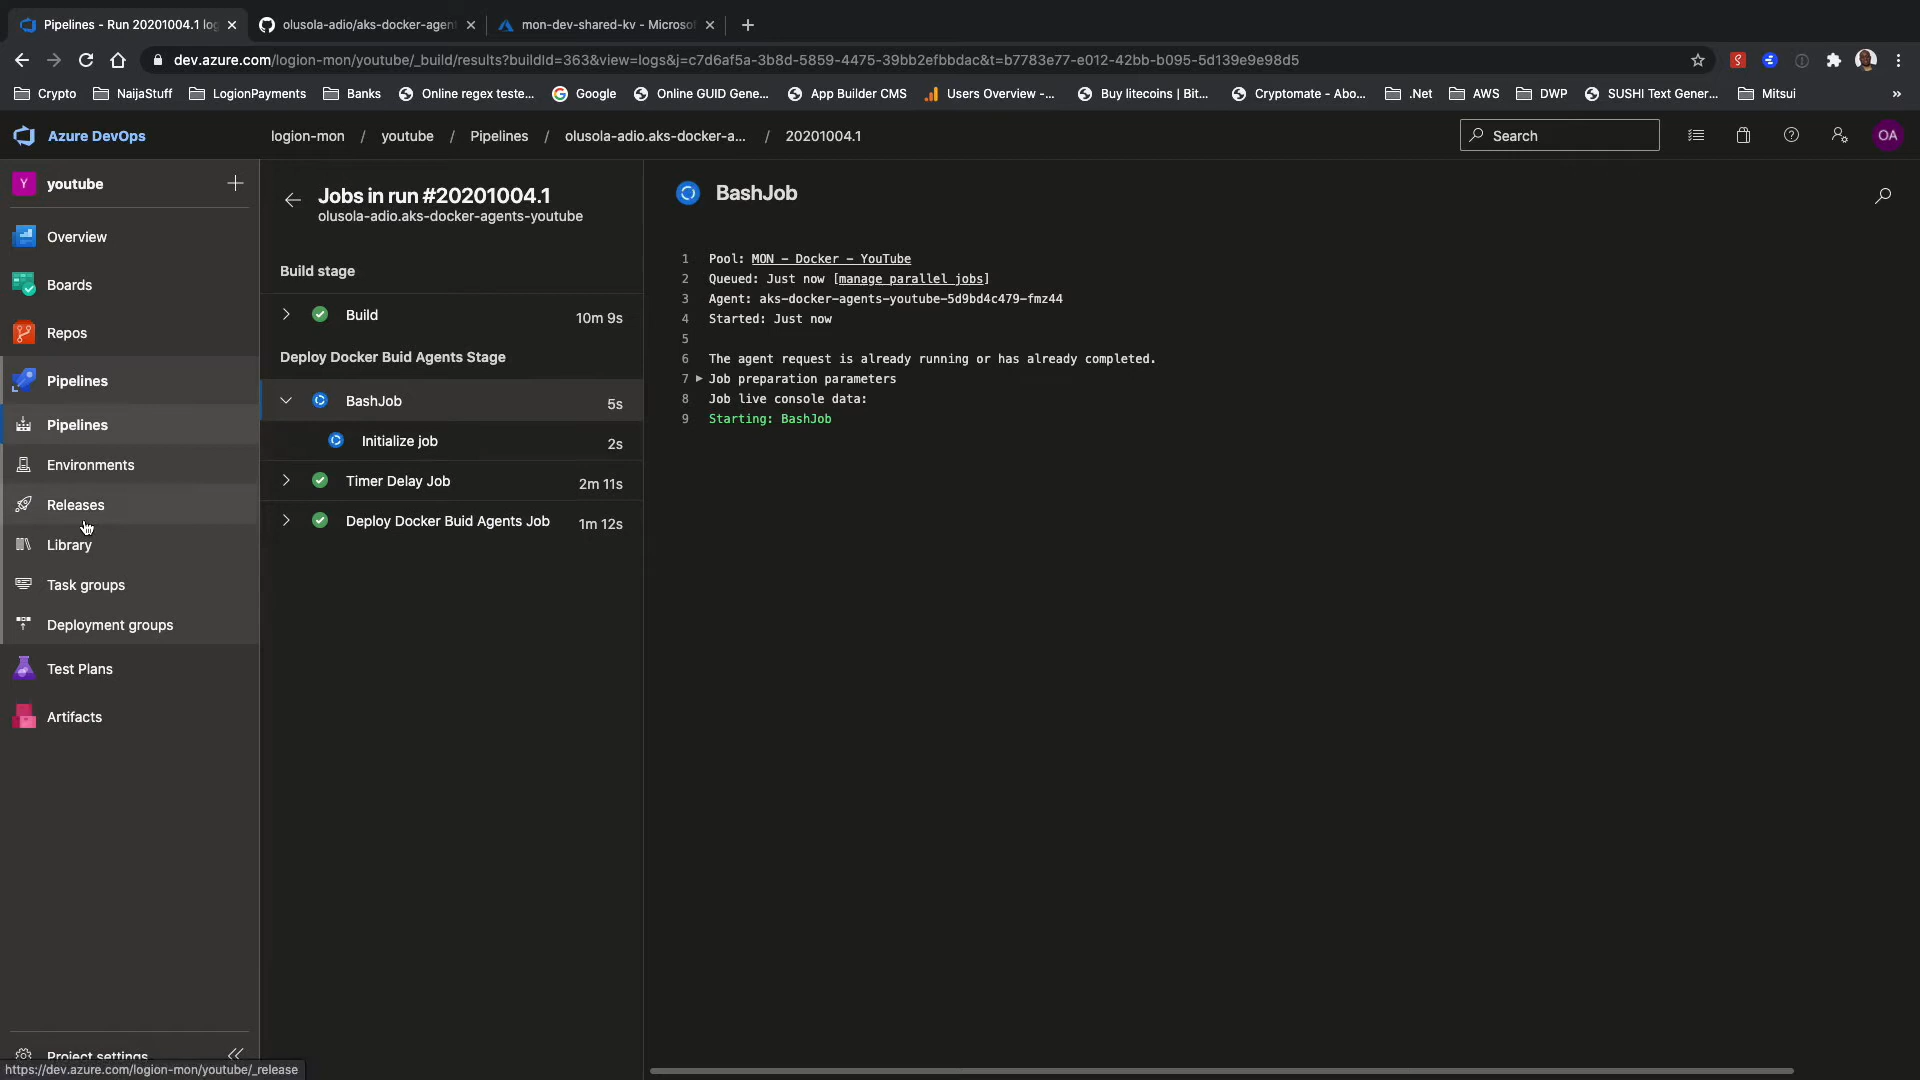 Pipelines - Run 20201004.1 log
olusola-adio/aks-docker-agent
mon-dev-shared-kv - Microsof
dev.azure.com/logion-mon/youtube/_build/results?buildId=363&view=logs&j=c7d6af5a-3b8d-5859-4475-39bb2efbbdac&t=b7783e77-e012-42bb-b095-5d139e9e98d5
Crypto NaijaStuff LogionPayments Banks Online regex teste... Google Online GUID Gene... App Builder CMS Users Overview -... Buy litecoins | Bit... Cryptomate - Abo... .Net AWS DWP SUSHI Text Gener... Mitsui »
Azure DevOps
logion-mon / youtube / Pipelines / olusola-adio.aks-docker-a... / 20201004.1
Search
OA
Y youtube
Overview
Boards
Repos
Pipelines
Pipelines
Environments
Releases
Library
Task groups
Deployment groups
Test Plans
Artifacts
Project settings
https://dev.azure.com/logion-mon/youtube/_release
Jobs in run #20201004.1
olusola-adio.aks-docker-agents-youtube
Build stage
Build 10m 9s
Deploy Docker Buid Agents Stage
BashJob 5s
Initialize job 2s
Timer Delay Job 2m 11s
Deploy Docker Buid Agents Job 1m 12s
BashJob
1 Pool: MON - Docker - YouTube
2 Queued: Just now [manage parallel jobs]
3 Agent: aks-docker-agents-youtube-5d9bd4c479-fmz44
4 Started: Just now
5
6 The agent request is already running or has already completed.
7 Job preparation parameters
8 Job live console data:
9 Starting: BashJob